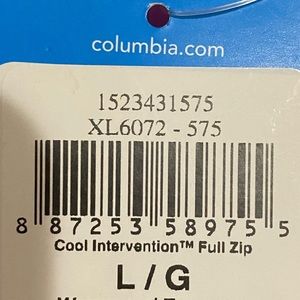 columbia.com
1523431575
XL6072 - 575
8 87253 58975 5
Cool Intervention™ Full Zip
L / G